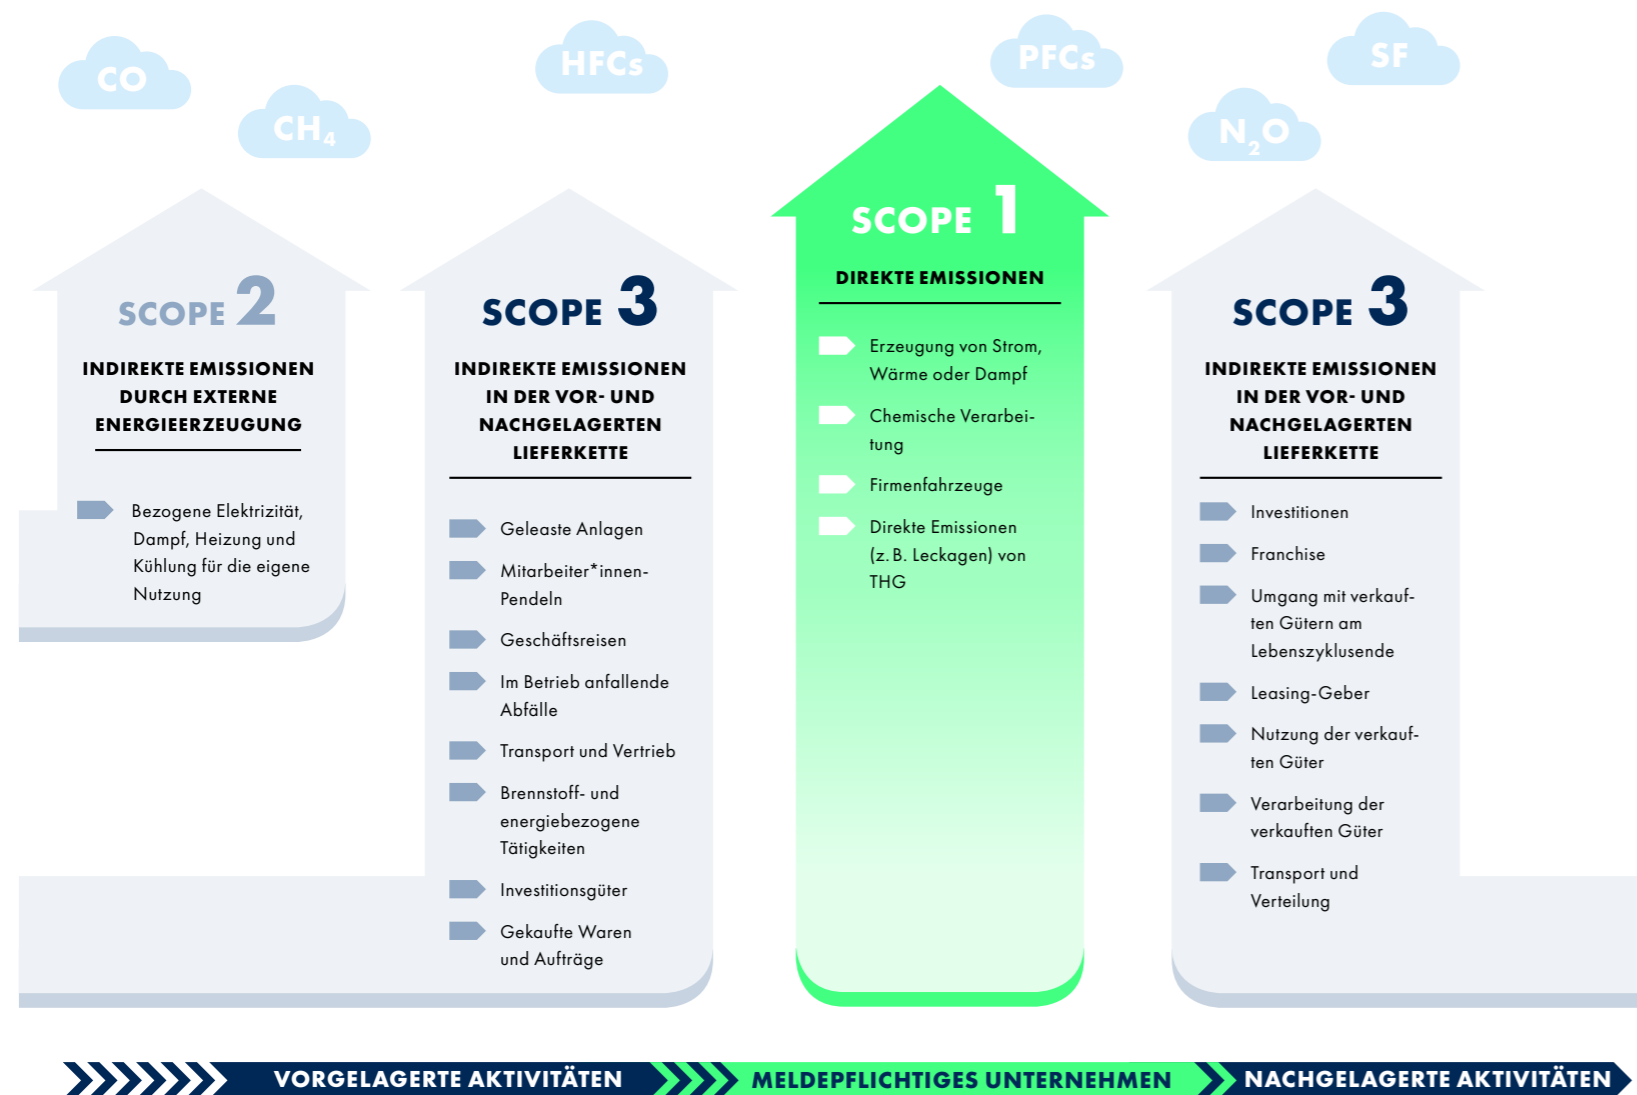 CO
CH₄
HFCs
PFCs
N₂O
SF
SCOPE 2
INDIREKTE EMISSIONEN
DURCH EXTERNE
ENERGIEERZEUGUNG
Bezogene Elektrizität,
Dampf, Heizung und
Kühlung für die eigene
Nutzung
SCOPE 3
INDIREKTE EMISSIONEN
IN DER VOR- UND
NACHGELAGERTEN
LIEFERKETTE
Geleaste Anlagen
Mitarbeiter*innen-
Pendeln
Geschäftsreisen
Im Betrieb anfallende
Abfälle
Transport und Vertrieb
Brennstoff- und
energiebezogene
Tätigkeiten
Investitionsgüter
Gekaufte Waren
und Aufträge
SCOPE 1
DIREKTE EMISSIONEN
Erzeugung von Strom,
Wärme oder Dampf
Chemische Verarbei-
tung
Firmenfahrzeuge
Direkte Emissionen
(z. B. Leckagen) von
THG
SCOPE 3
INDIREKTE EMISSIONEN
IN DER VOR- UND
NACHGELAGERTEN
LIEFERKETTE
Investitionen
Franchise
Umgang mit verkauf-
ten Gütern am
Lebenszyklusende
Leasing-Geber
Nutzung der verkauf-
ten Güter
Verarbeitung der
verkauften Güter
Transport und
Verteilung
VORGELAGERTE AKTIVITÄTEN
MELDEPFLICHTIGES UNTERNEHMEN
NACHGELAGERTE AKTIVITÄTEN